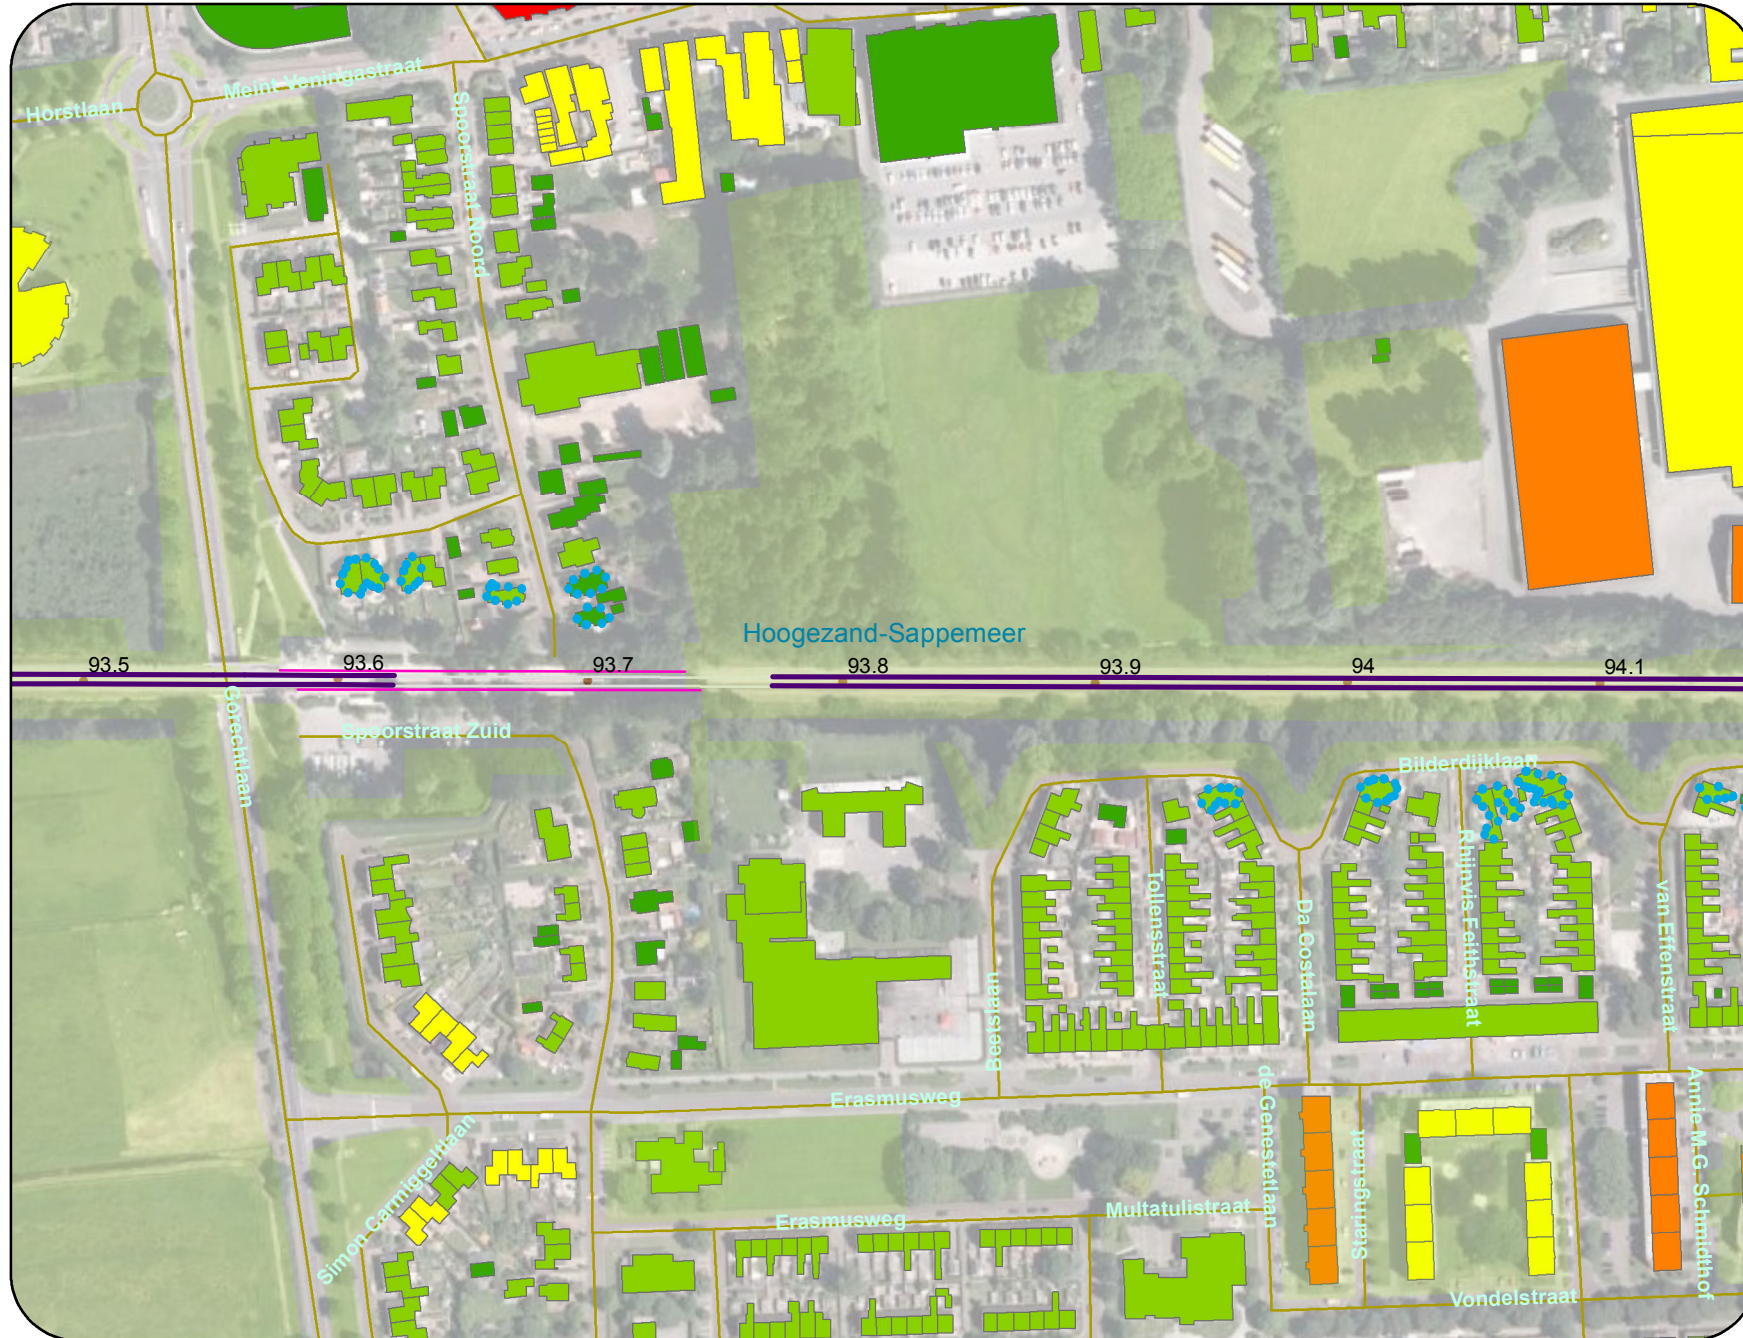 Meint Veningastraat
Horstlaan
Spoorstraat Noord
Hoogezand-Sappemeer
93.5
93.6
93.7
93.8
93.9
94
94.1
Gorechtlaan
Spoorstraat Zuid
Bilderdijklaan
Tollensstraat
Da Costalaan
Rhijnvis Feithstraat
van Effenstraat
Beetslaan
Erasmusweg
de Genestetlaan
Staringstraat
Annie M.G. Schmidthof
Simon Carmiggeltlaan
Erasmusweg
Multatulistraat
Vondelstraat